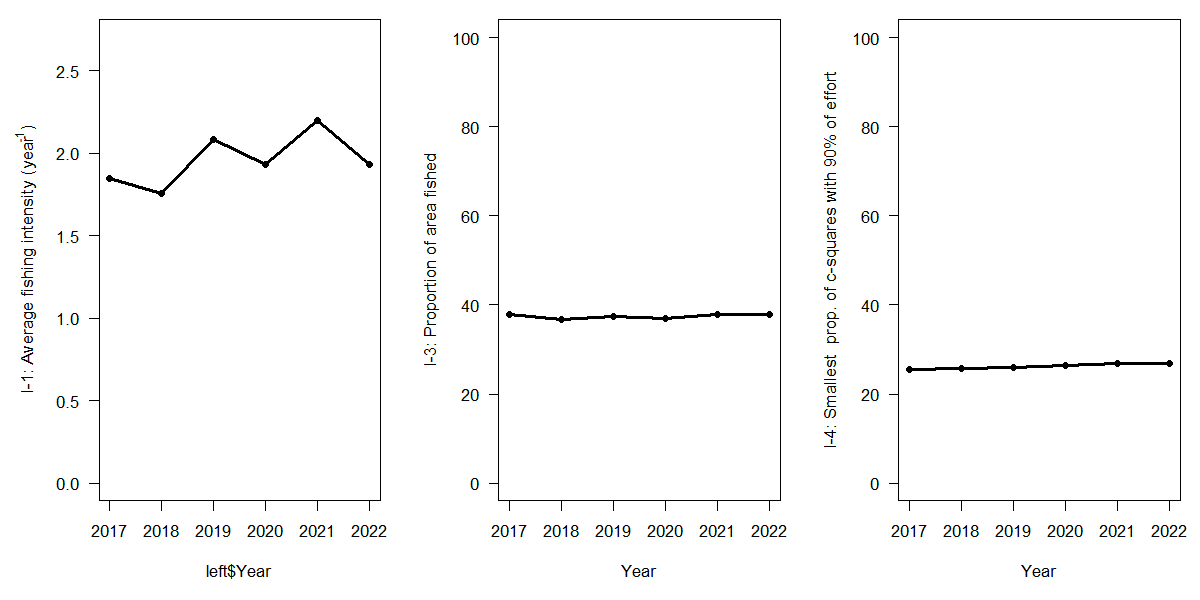 I-1: Average fishing intensity (year-1)
2.5
2.0
1.5
1.0
0.5
0.0
2017 2018 2019 2020 2021 2022
left$Year
I-3: Proportion of area fished
100
80
60
40
20
0
2017 2018 2019 2020 2021 2022
Year
I-4: Smallest  prop. of c-squares with 90% of effort
100
80
60
40
20
0
2017 2018 2019 2020 2021 2022
Year